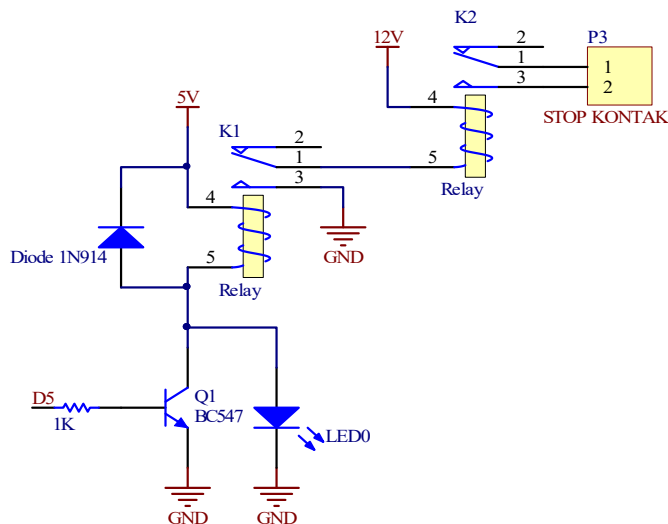 K2
12V
2
P3
1
1
3
2
4
STOP KONTAK
5V
K1
2
1
5
3
Relay
4
GND
Diode 1N914
5
Relay
D5
Q1
1K
BC547
LED0
GND
GND